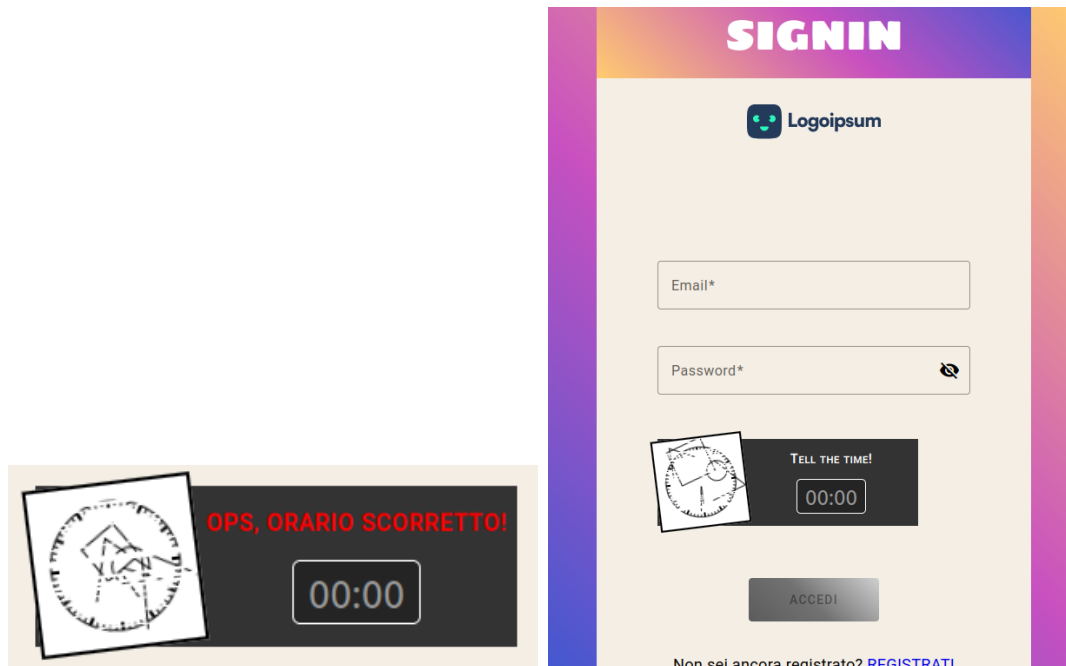 OPS, ORARIO SCORRETTO!
00:00
SIGNIN
Logoipsum
Email*
Password*
TELL THE TIME!
00:00
ACCEDI
Non sei ancora registrato? REGISTRATI